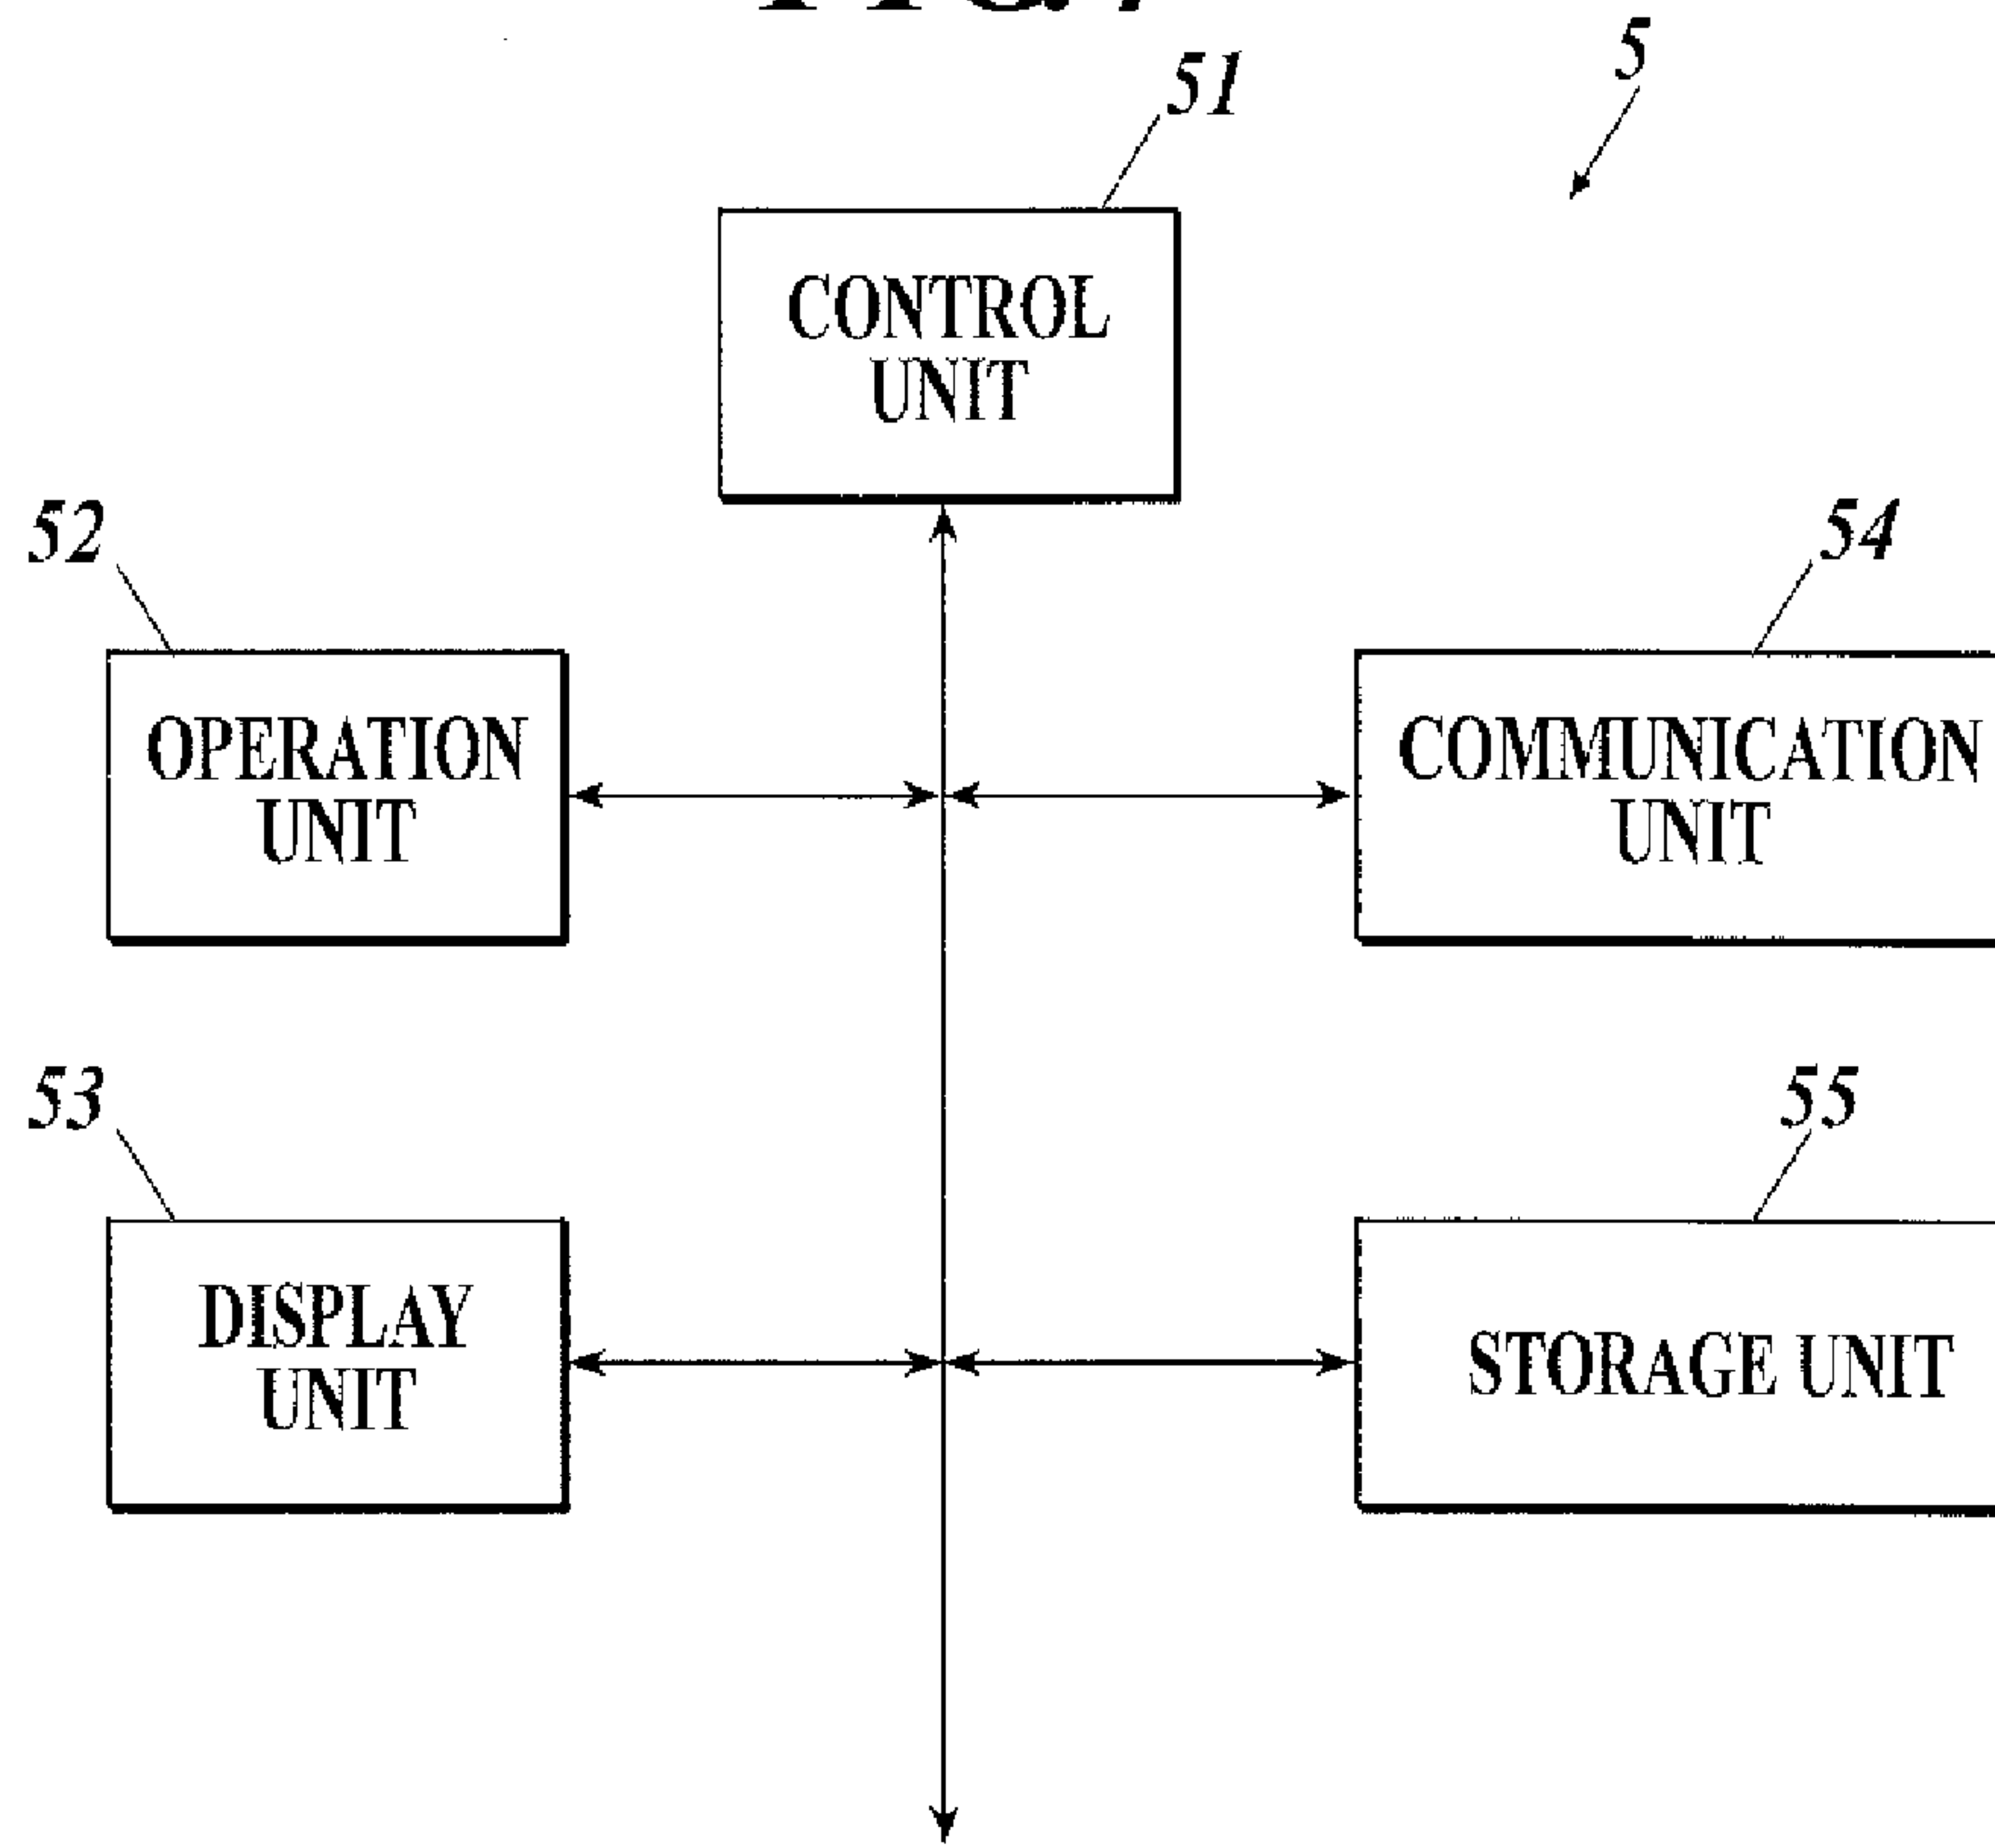 5
51
CONTROL
UNIT
52
54
OPERATION
UNIT
COMMUNICATION
UNIT
53
55
DISPLAY
UNIT
STORAGE UNIT